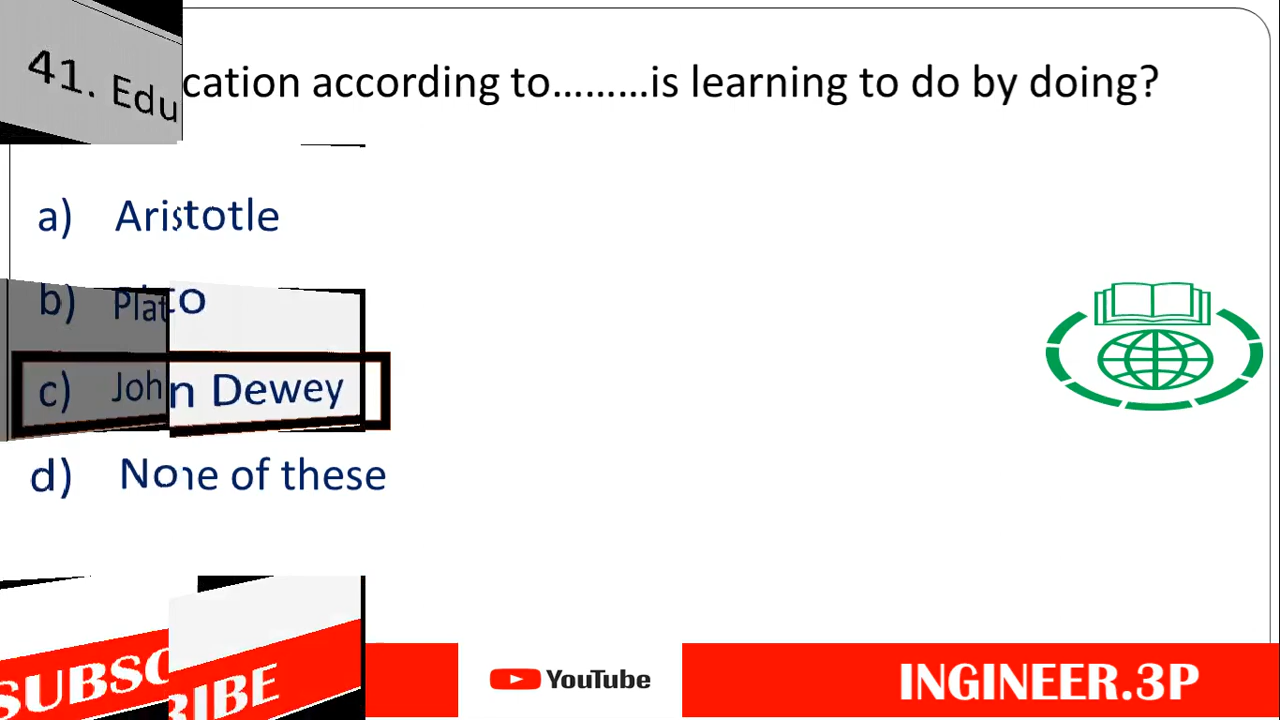 41. Education according to.........is learning to do by doing?
a) Aristotle
b) Plato
c) John Dewey
d) None of these
SUBSCRIBE
YouTube
INGINEER.3P